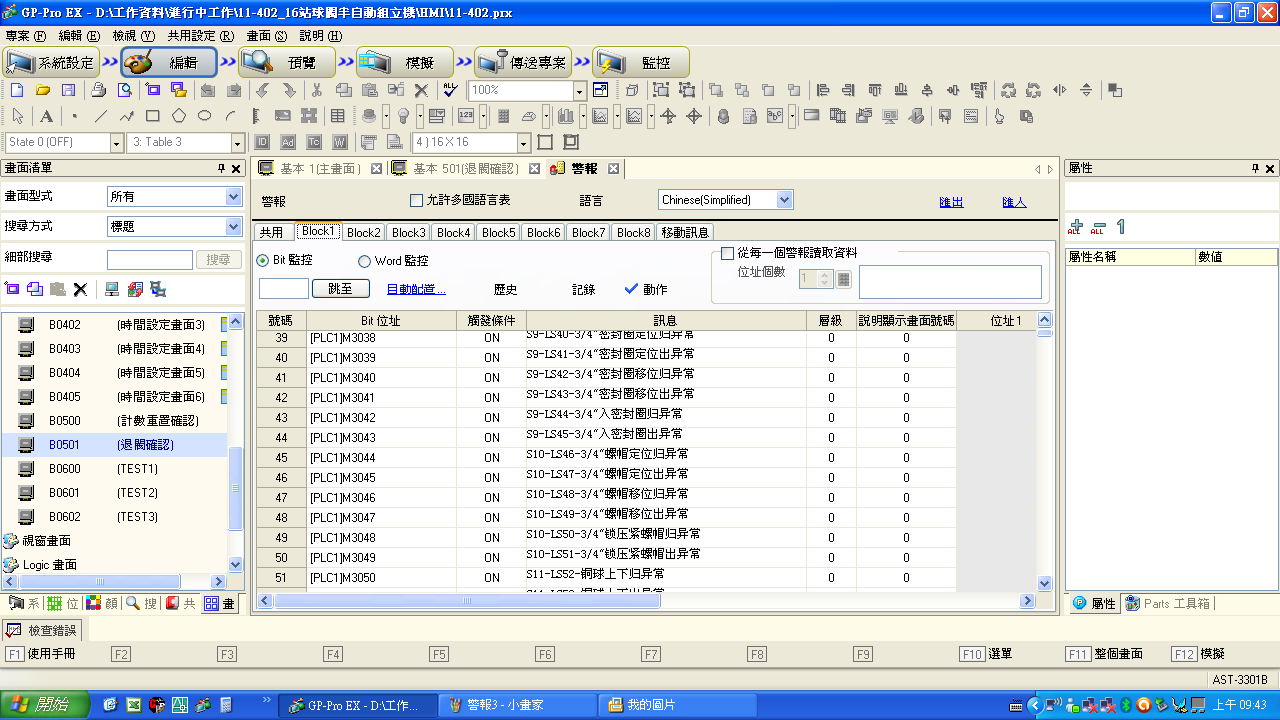 GP-Pro EX - D:\工作資料\進行中工作\11-402_16站球閥半自動組立機\HMI\11-402.prx
專案 (F) 編輯 (E) 檢視 (V) 共用設定 (R) 畫面 (S) 說明 (H)
系統設定 編輯 預覽 模擬 傳送專案 監控
100%
State 0 (OFF) 3: Table 3 ID Ad Tc W 4 ) 16 X 16
畫面清單
基本 1(主畫面) 基本 501(退閥確認) 警報
屬性
畫面型式 所有
搜尋方式 標題
細部搜尋 搜尋
警報 允許多國語言表 語言 Chinese(Simplified) 匯出 匯入
共用 Block1 Block2 Block3 Block4 Block5 Block6 Block7 Block8 移動訊息
Bit 監控 Word 監控
跳至 自動配置... 歷史 記錄 動作
從每一個警報讀取資料
位址個數 1
ALL ALL 1
屬性名稱 數值
B0402 (時間設定畫面3)
B0403 (時間設定畫面4)
B0404 (時間設定畫面5)
B0405 (時間設定畫面6)
B0500 (計數重置確認)
B0501 (退閥確認)
B0600 (TEST1)
B0601 (TEST2)
B0602 (TEST3)
視窗畫面
Logic 畫面
號碼 Bit 位址 觸發條件 訊息 層級 說明顯示畫面號碼 位址 1
39 [PLC1]M3038 ON S9-LS40-3/4"密封圈定位归异常 0 0
40 [PLC1]M3039 ON S9-LS41-3/4"密封圈定位出异常 0 0
41 [PLC1]M3040 ON S9-LS42-3/4"密封圈移位归异常 0 0
42 [PLC1]M3041 ON S9-LS43-3/4"密封圈移位出异常 0 0
43 [PLC1]M3042 ON S9-LS44-3/4"入密封圈归异常 0 0
44 [PLC1]M3043 ON S9-LS45-3/4"入密封圈出异常 0 0
45 [PLC1]M3044 ON S10-LS46-3/4"螺帽定位归异常 0 0
46 [PLC1]M3045 ON S10-LS47-3/4"螺帽定位出异常 0 0
47 [PLC1]M3046 ON S10-LS48-3/4"螺帽移位归异常 0 0
48 [PLC1]M3047 ON S10-LS49-3/4"螺帽移位出异常 0 0
49 [PLC1]M3048 ON S10-LS50-3/4"锁压紧螺帽归异常 0 0
50 [PLC1]M3049 ON S10-LS51-3/4"锁压紧螺帽出异常 0 0
51 [PLC1]M3050 ON S11-LS52-铜球上下归异常 0 0
系 位 顏 搜 共 畫
屬性 Parts 工具箱
檢查錯誤
F1 使用手冊 F2 F3 F4 F5 F6 F7 F8 F9 F10 選單 F11 整個畫面 F12 模擬
AST-3301B
開始 GP-Pro EX - D:\工作... 警報3 - 小畫家 我的圖片 上午 09:43